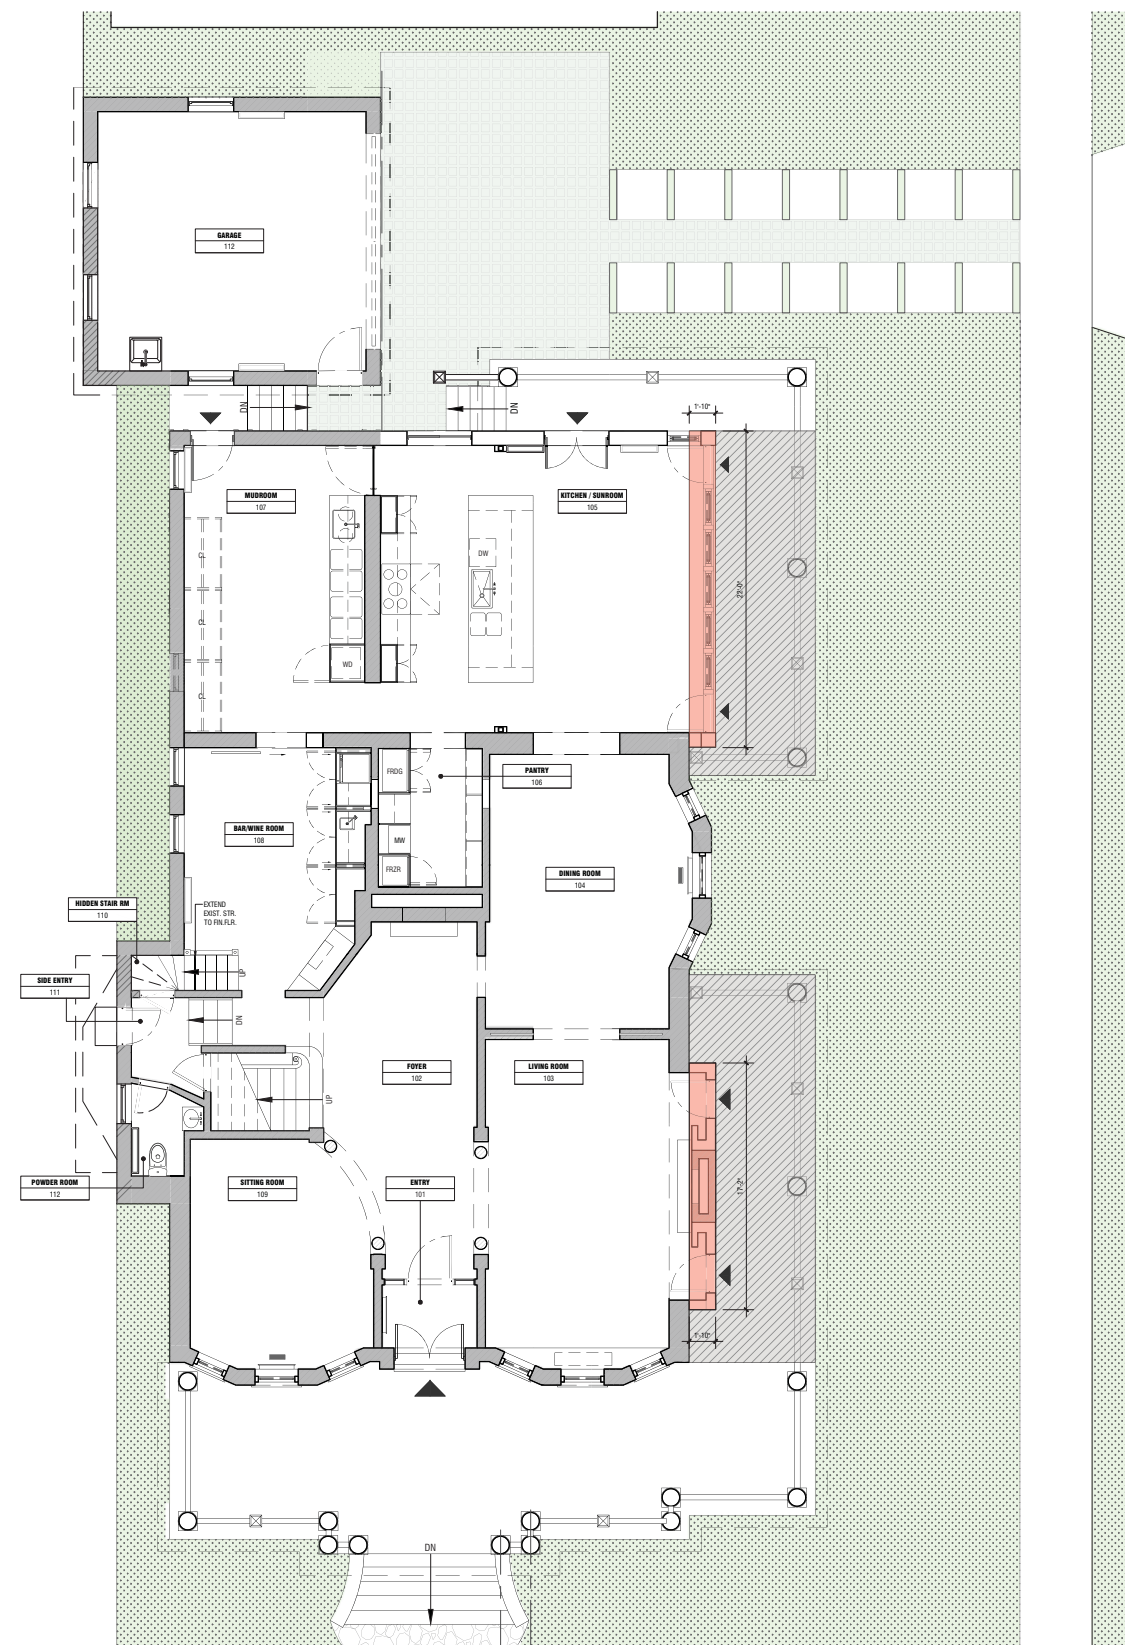 GARAGE
112
DN
DN
1'-10"
MUDROOM
107
KITCHEN / SUNROOM
105
CL
DW
22'-0"
CL
WD
CL
FRDG
PANTRY
106
BAR/WINE ROOM
108
MW
FRZR
DINING ROOM
104
HIDDEN STAIR RM
110
EXTEND
EXIST. STR.
TO FIN.FLR.
UP
SIDE ENTRY
111
DN
FOYER
102
LIVING ROOM
103
UP
POWDER ROOM
112
SITTING ROOM
109
ENTRY
101
17'-2"
1'-10"
DN